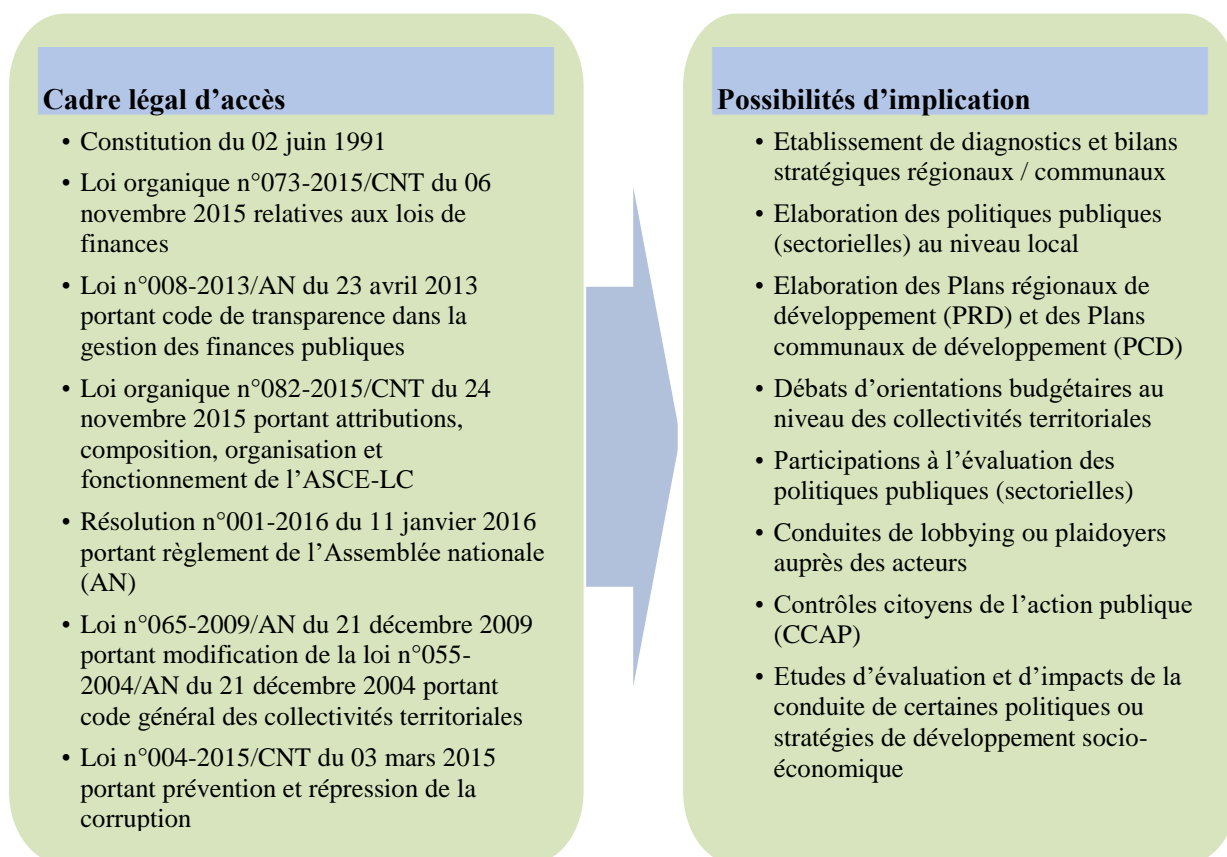 Cadre légal d’accès
• Constitution du 02 juin 1991
• Loi organique n°073-2015/CNT du 06
novembre 2015 relatives aux lois de
finances
• Loi n°008-2013/AN du 23 avril 2013
portant code de transparence dans la
gestion des finances publiques
• Loi organique n°082-2015/CNT du 24
novembre 2015 portant attributions,
composition, organisation et
fonctionnement de l’ASCE-LC
• Résolution n°001-2016 du 11 janvier 2016
portant règlement de l’Assemblée nationale
(AN)
• Loi n°065-2009/AN du 21 décembre 2009
portant modification de la loi n°055-
2004/AN du 21 décembre 2004 portant
code général des collectivités territoriales
• Loi n°004-2015/CNT du 03 mars 2015
portant prévention et répression de la
corruption
Possibilités d’implication
• Etablissement de diagnostics et bilans
stratégiques régionaux / communaux
• Elaboration des politiques publiques
(sectorielles) au niveau local
• Elaboration des Plans régionaux de
développement (PRD) et des Plans
communaux de développement (PCD)
• Débats d’orientations budgétaires au
niveau des collectivités territoriales
• Participations à l’évaluation des
politiques publiques (sectorielles)
• Conduites de lobbying ou plaidoyers
auprès des acteurs
• Contrôles citoyens de l’action publique
(CCAP)
• Etudes d’évaluation et d’impacts de la
conduite de certaines politiques ou
stratégies de développement socio-
économique